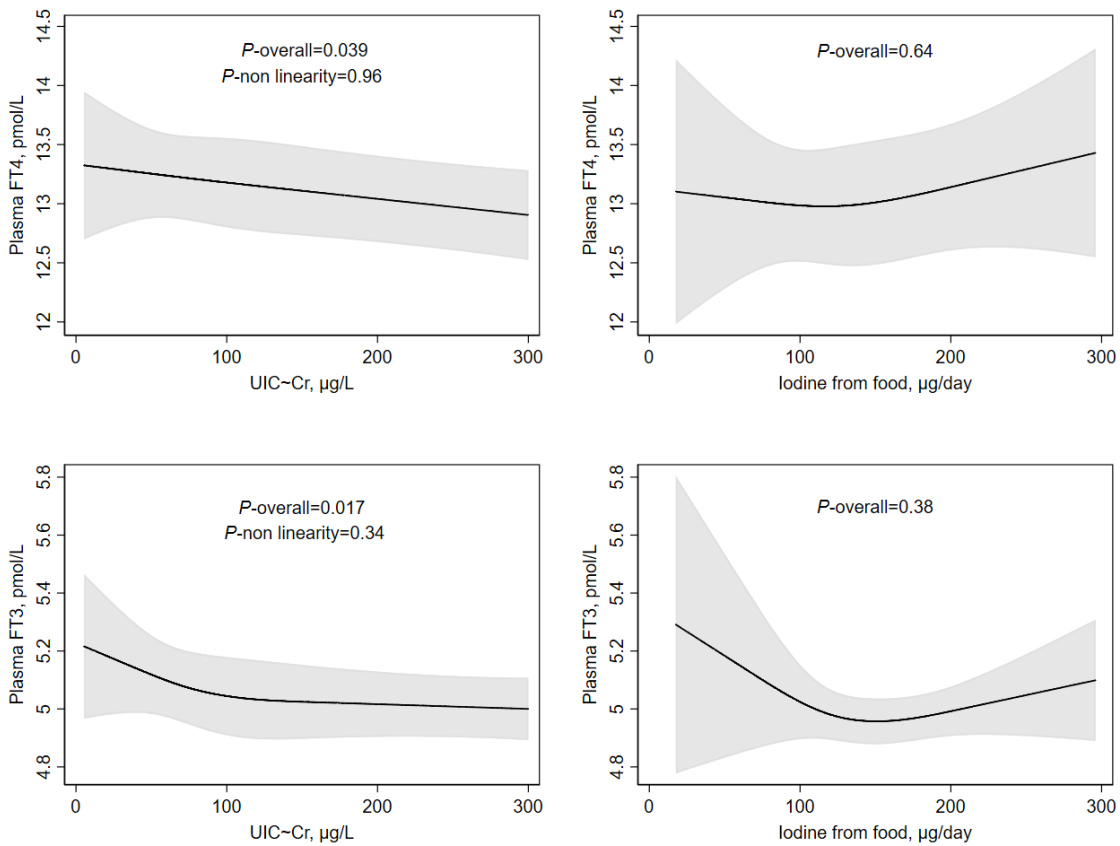 P-overall=0.039
P-non linearity=0.96
Plasma FT4, pmol/L
14.5
14
13.5
13
12.5
12
0 100 200 300
UIC~Cr, µg/L
P-overall=0.64
Plasma FT4, pmol/L
14.5
14
13.5
13
12.5
12
0 100 200 300
Iodine from food, µg/day
P-overall=0.017
P-non linearity=0.34
Plasma FT3, pmol/L
5.8
5.6
5.4
5.2
5
4.8
0 100 200 300
UIC~Cr, µg/L
P-overall=0.38
Plasma FT3, pmol/L
5.8
5.6
5.4
5.2
5
4.8
0 100 200 300
Iodine from food, µg/day